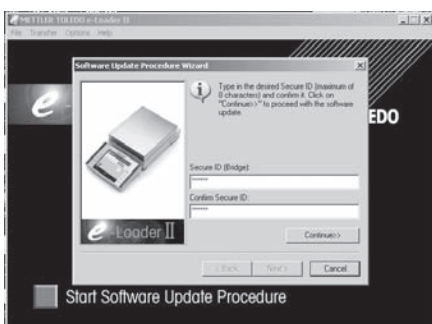 METTLER TOLEDO e-Loader II
File Transfer Options Help
Software Update Procedure Wizard
Type in the desired Secure ID (maximum of
8 characters) and confirm it. Click on
"Continue>>" to proceed with the software
update.
e
EDO
Secure ID (Bridge):
Confirm Secure ID:
e-Loader II
Continue>>
<Back
Next>
Cancel
Start Software Update Procedure